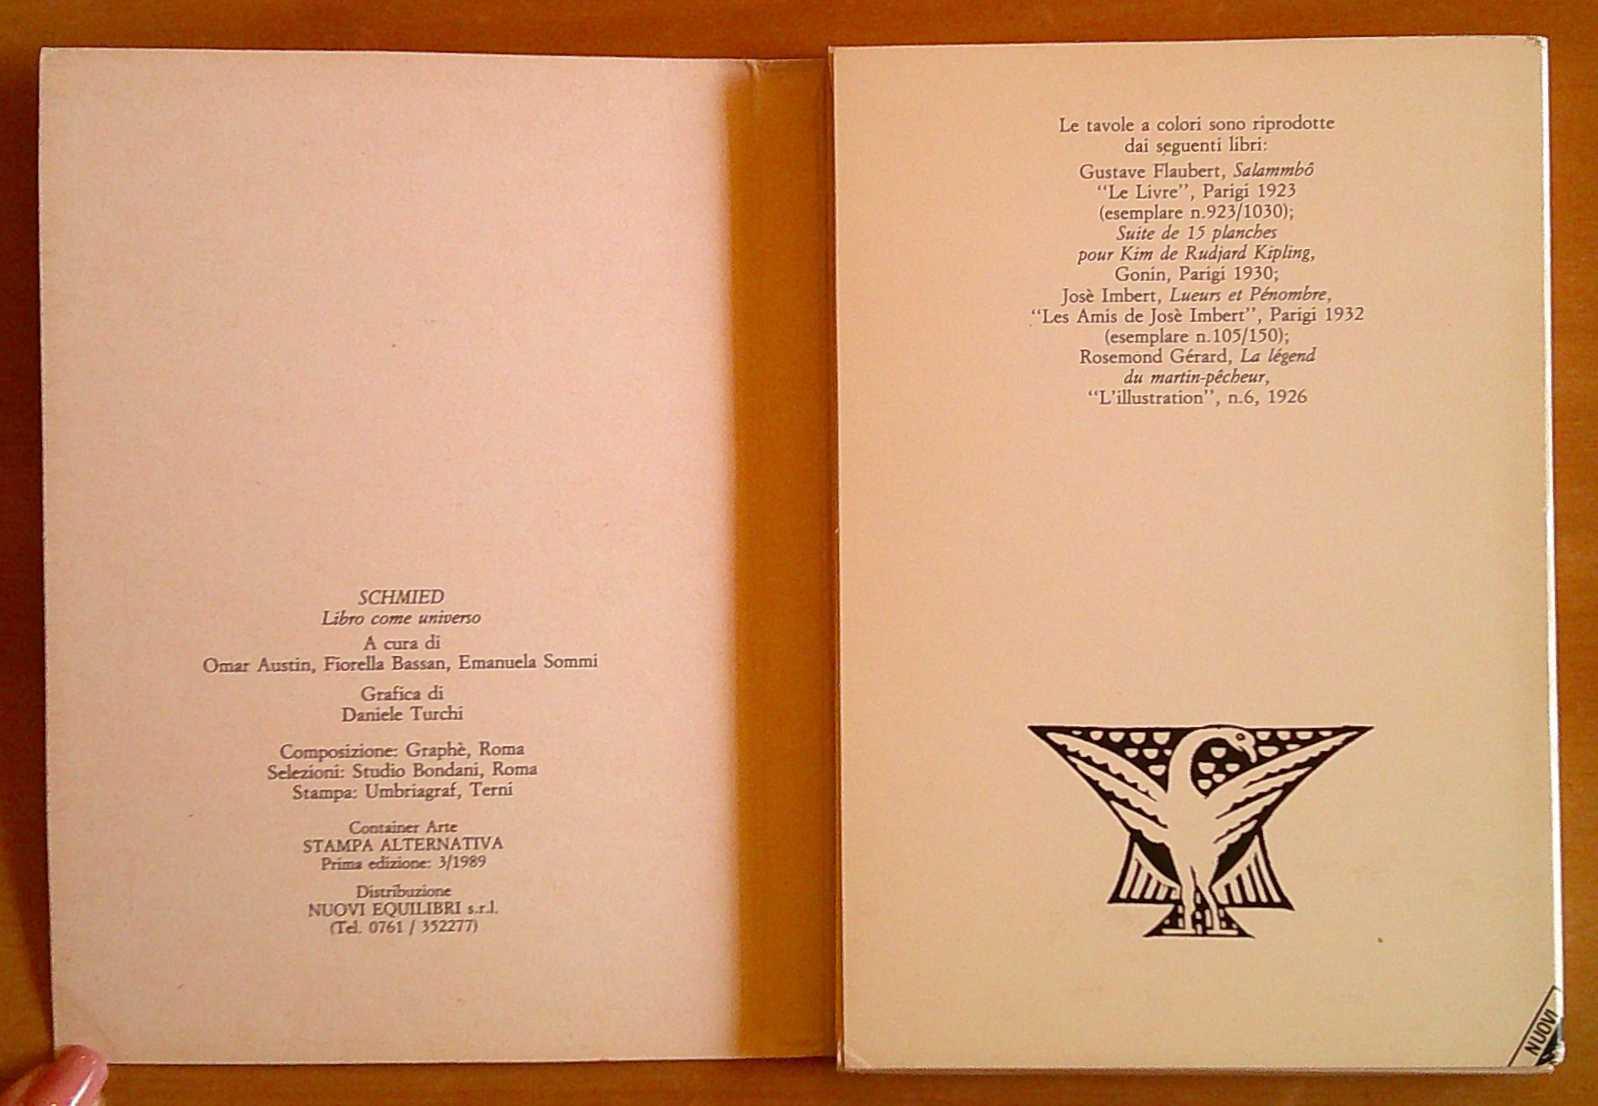 SCHMIED
Libro come universo
A cura di
Omar Austin, Fiorella Bassan, Emanuela Sommi
Grafica di
Daniele Turchi
Composizione: Graphè, Roma
Selezioni: Studio Bondani, Roma
Stampa: Umbriagraf, Terni
Container Arte
STAMPA ALTERNATIVA
Prima edizione: 3/1989
Distribuzione
NUOVI EQUILIBRI s.r.l.
(Tel. 0761 / 352277)
Le tavole a colori sono riprodotte
dai seguenti libri:
Gustave Flaubert, Salammbô
"Le Livre", Parigi 1923
(esemplare n.923/1030);
Suite de 15 planches
pour Kim de Rudjard Kipling,
Gonin, Parigi 1930;
Josè Imbert, Lueurs et Pénombre,
"Les Amis de Josè Imbert", Parigi 1932
(esemplare n.105/150);
Rosemond Gérard, La légend
du martin-pêcheur,
"L'illustration", n.6, 1926
NUOVI